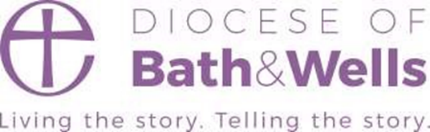 DIOCESE OF
Bath&Wells
Living the story. Telling the story.